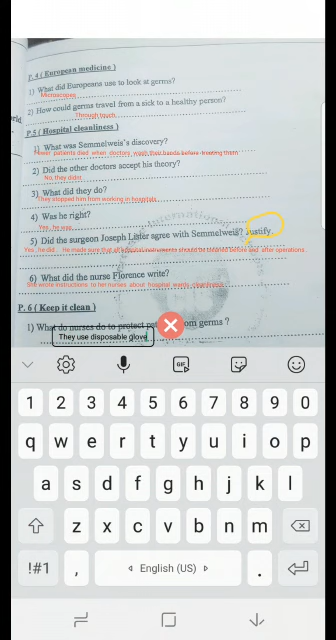 P. 4 ( European medicine )
1) What did Europeans use to look at germs?
Microscopes
2) How could germs travel from a sick to a healthy person?
Through touch
P.5 ( Hospital cleanliness )
1) What was Semmelweis's discovery?
patients died when doctors wash their hands before treating them
2) Did the other doctors accept his theory?
No, they didn't
3) What did they do?
They stopped him from working in hospitals
4) Was he right?
Yes, he was
5) Did the surgeon Joseph Lister agree with Semmelweis? Justify.
Yes, he did. He made sure that all surgical instruments should be cleaned before and after operations.
6) What did the nurse Florence write?
She wrote instructions to her nurses about hospital wards cleanliness
P. 6 ( Keep it clean )
1) What do nurses do to protect from germs ?
They use disposable glove
GIF
1 2 3 4 5 6 7 8 9 0
q w e r t y u i o p
a s d f g h j k l
z x c v b n m
!#1 , English (US) .